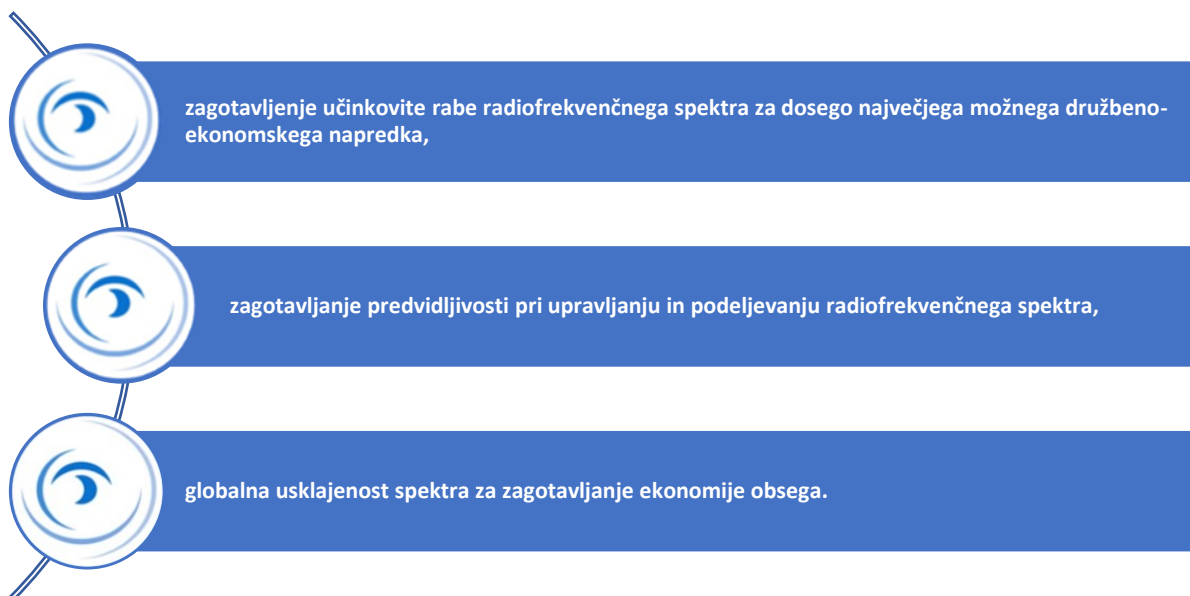 zagotavljenje učinkovite rabe radiofrekvenčnega spektra za dosego največjega možnega družbeno-
ekonomskega napredka,
zagotavljanje predvidljivosti pri upravljanju in podeljevanju radiofrekvenčnega spektra,
globalna usklajenost spektra za zagotavljanje ekonomije obsega.